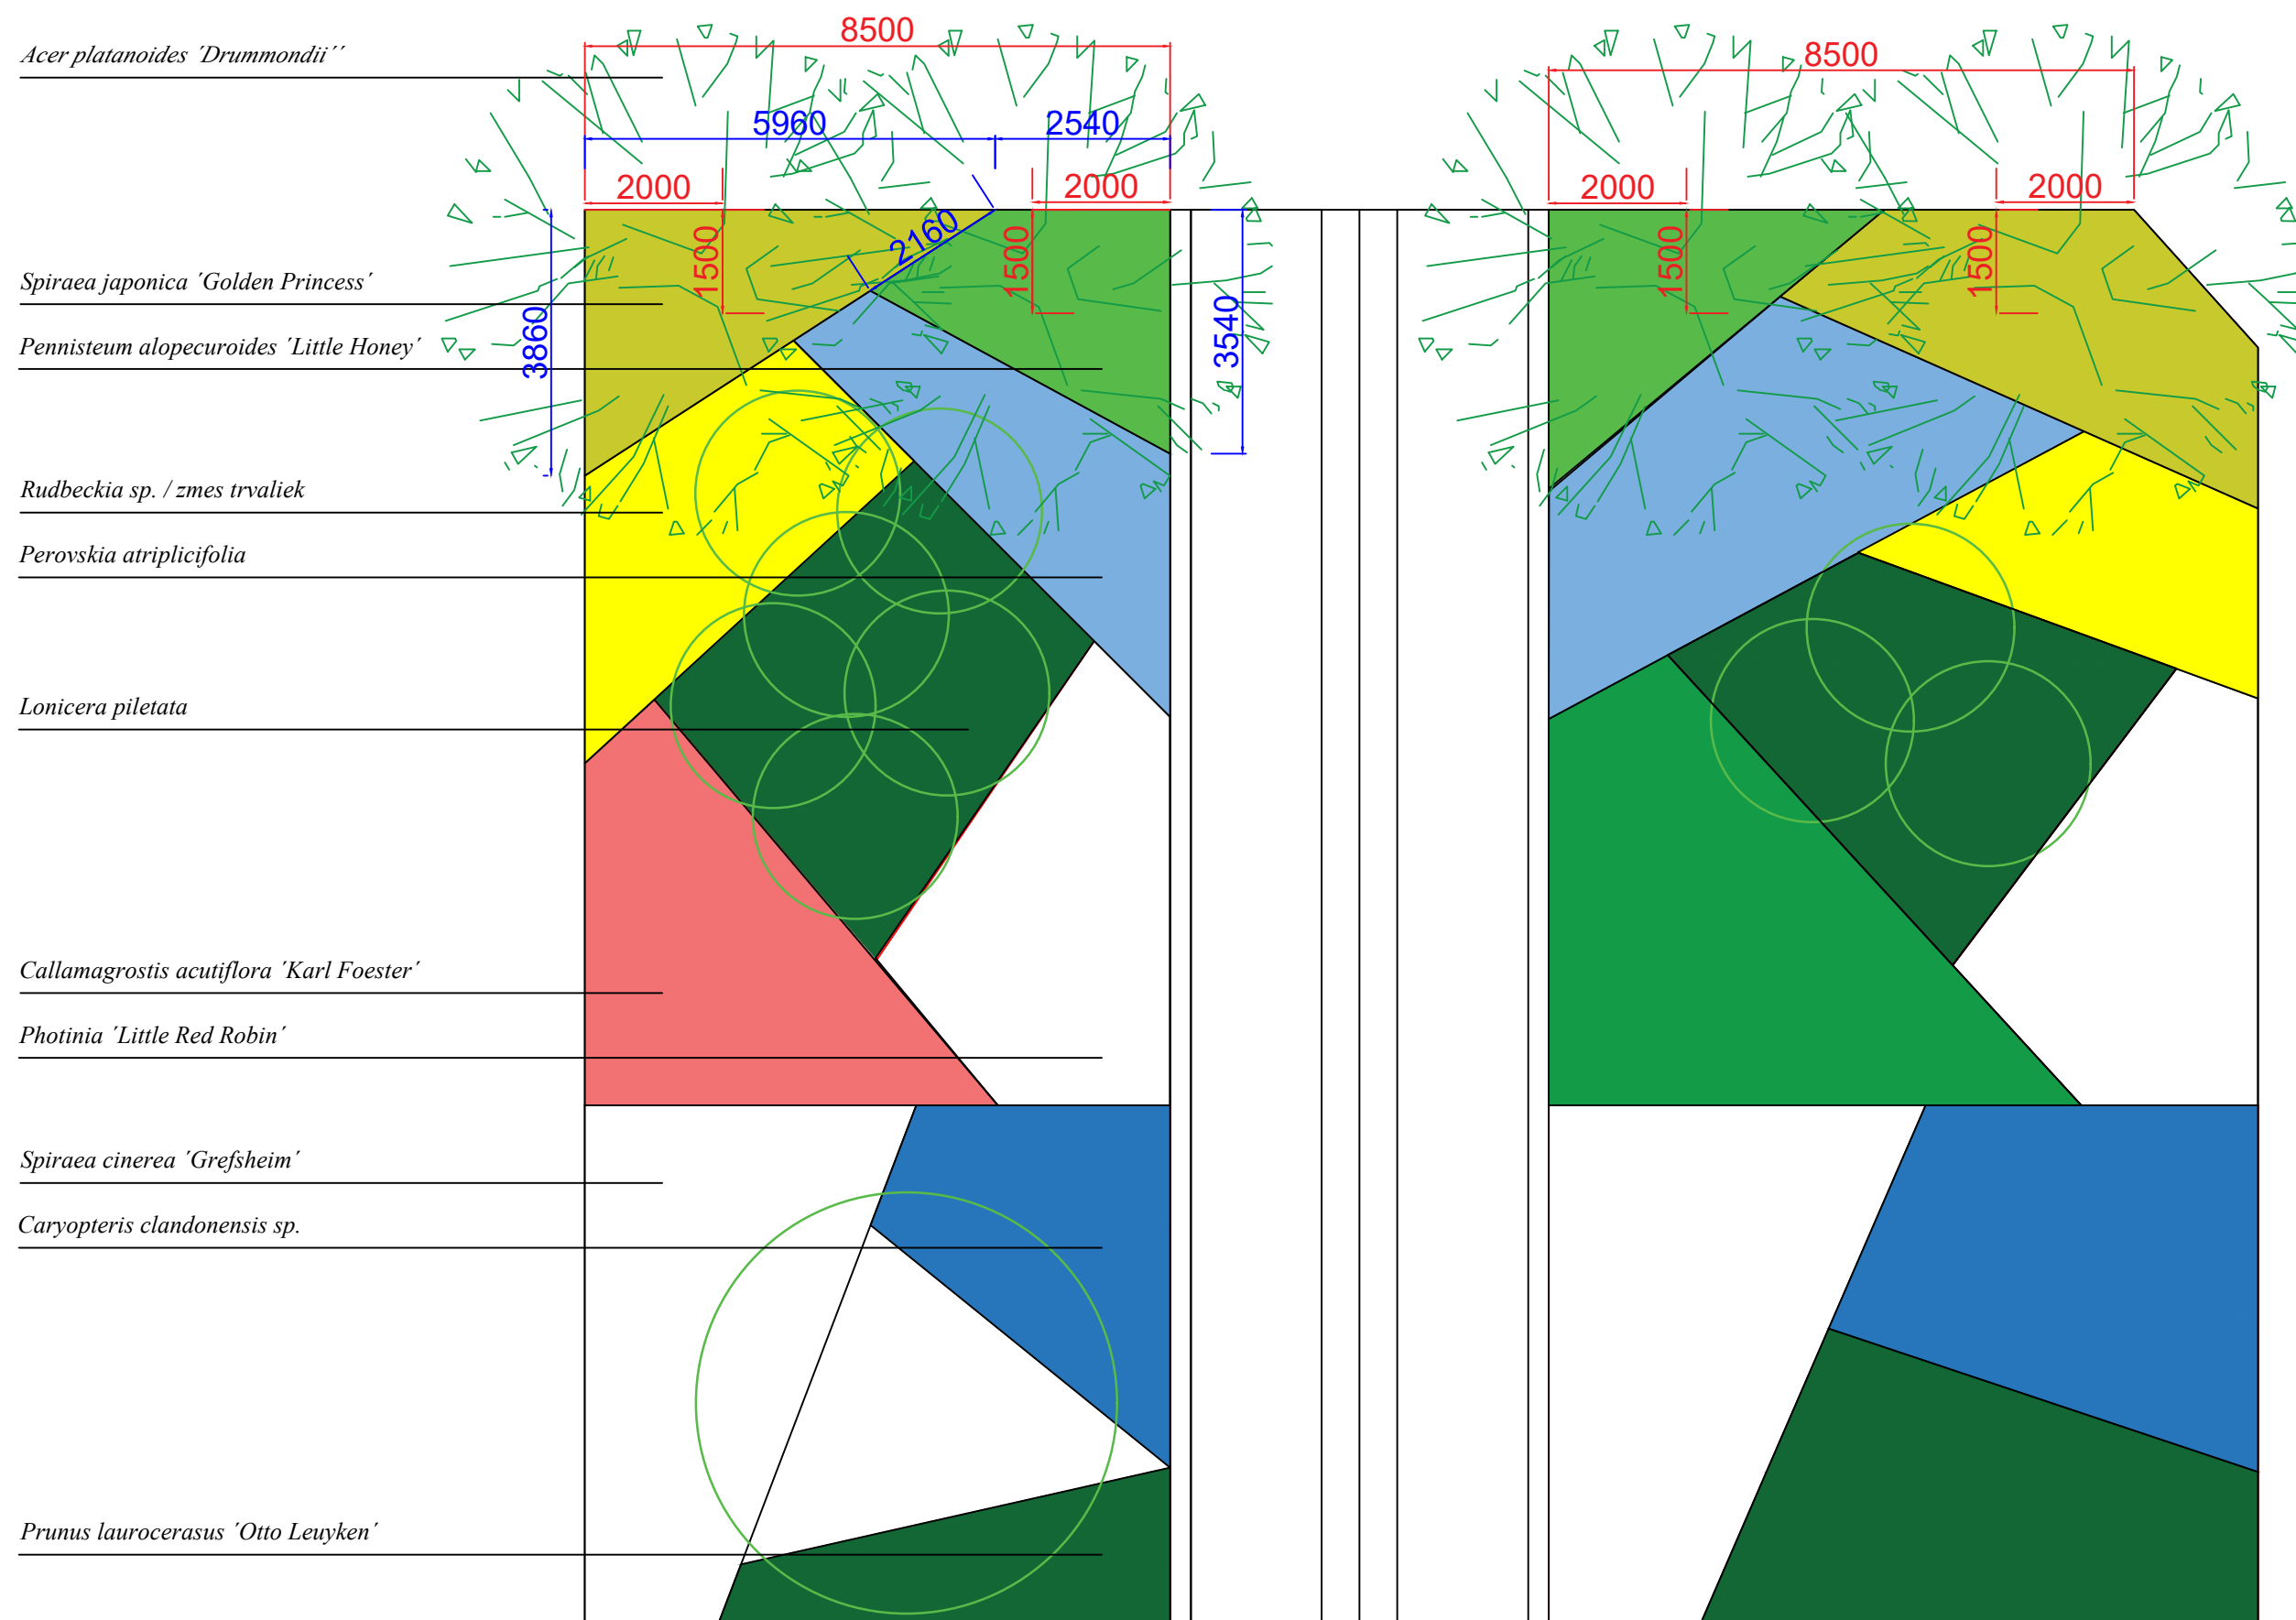 8500
Acer platanoides ´Drummondii´´
8500
5960
2540
2000
2000
2000
2000
2160
1500
1500
1500
1500
Spiraea japonica ´Golden Princess´
3860
3540
Pennisteum alopecuroides ´Little Honey´
Rudbeckia sp. / zmes trvaliek
Perovskia atriplicifolia
Lonicera piletata
Callamagrostis acutiflora ´Karl Foester´
Photinia ´Little Red Robin´
Spiraea cinerea ´Grefsheim´
Caryopteris clandonensis sp.
Prunus laurocerasus ´Otto Leuyken´